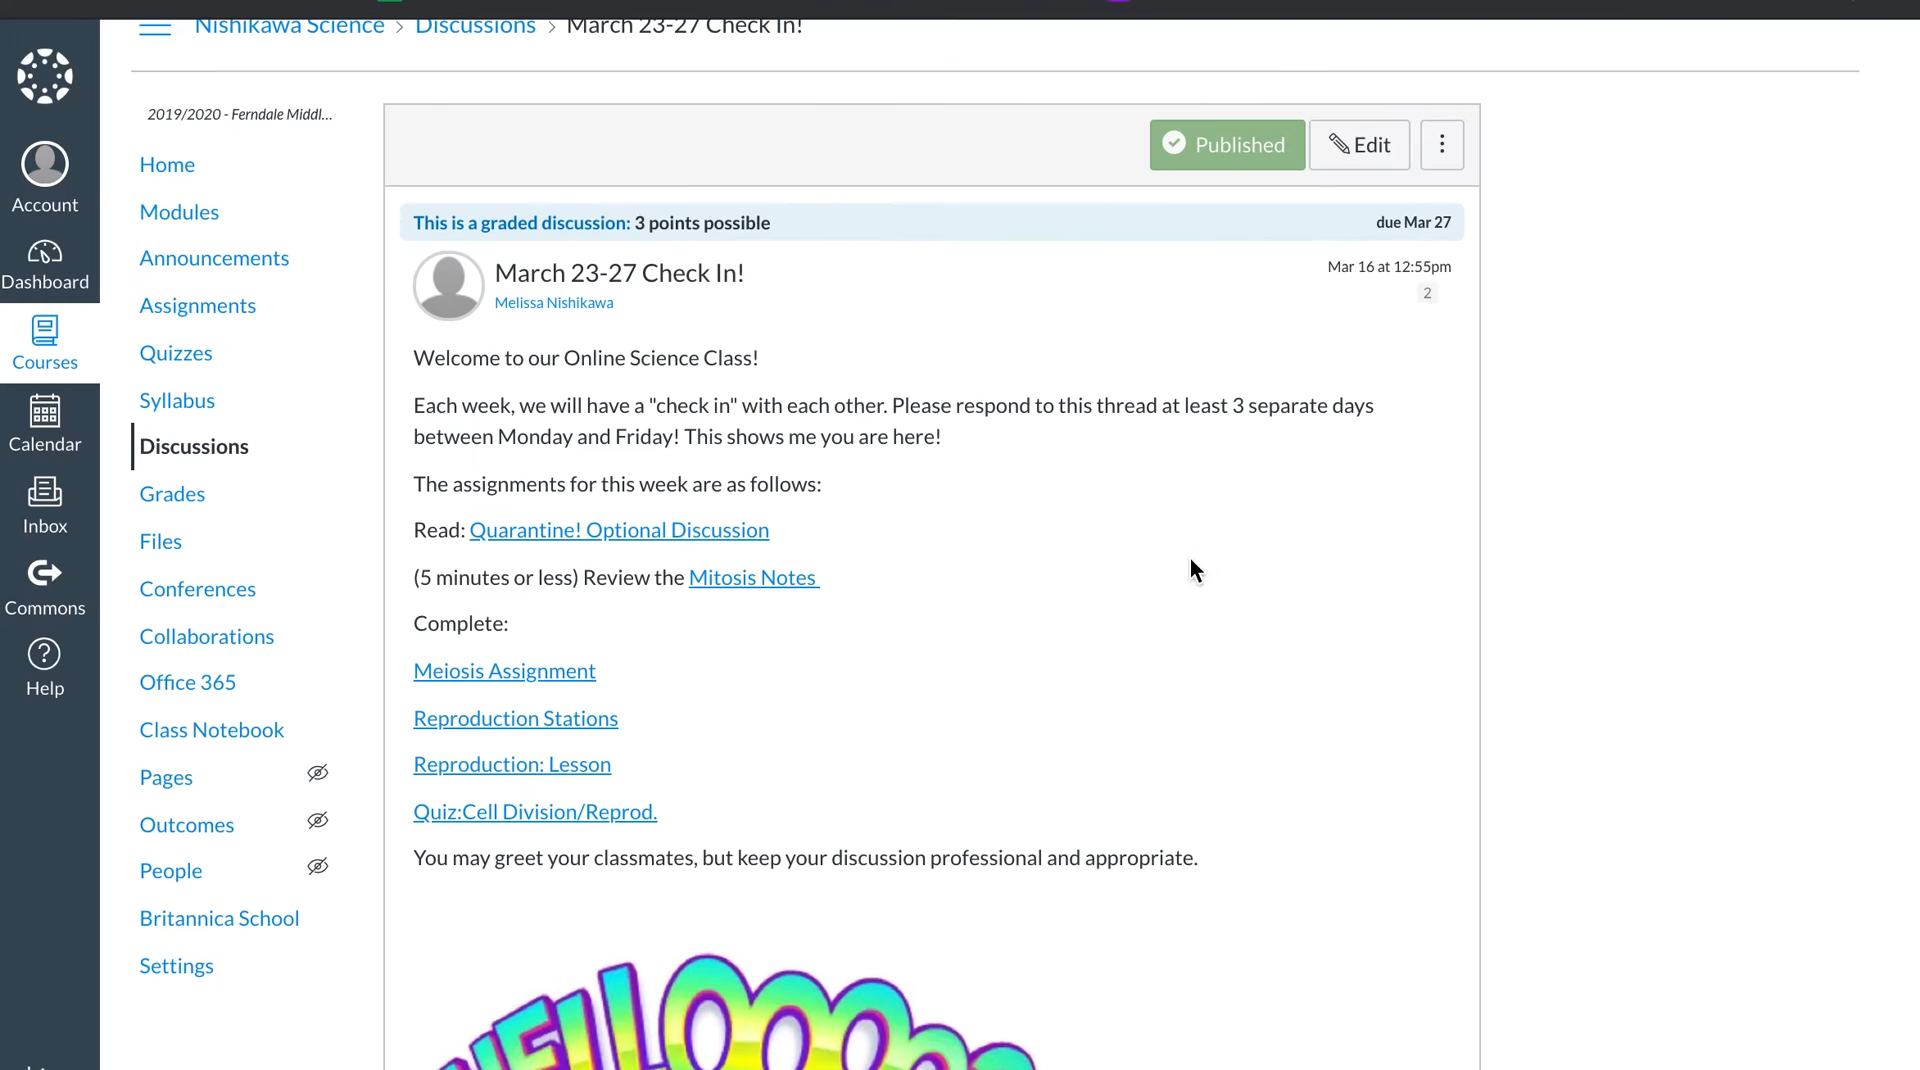 Nishikawa Science > Discussions > March 23-27 Check In!
2019/2020 - Ferndale Middl...
Account
Dashboard
Courses
Calendar
Inbox
Commons
Help
Home
Modules
Announcements
Assignments
Quizzes
Syllabus
Discussions
Grades
Files
Conferences
Collaborations
Office 365
Class Notebook
Pages
Outcomes
People
Britannica School
Settings
Published
Edit
This is a graded discussion: 3 points possible
due Mar 27
March 23-27 Check In!
Melissa Nishikawa
Mar 16 at 12:55pm
2
Welcome to our Online Science Class!
Each week, we will have a "check in" with each other. Please respond to this thread at least 3 separate days
between Monday and Friday! This shows me you are here!
The assignments for this week are as follows:
Read: Quarantine! Optional Discussion
(5 minutes or less) Review the Mitosis Notes
Complete:
Meiosis Assignment
Reproduction Stations
Reproduction: Lesson
Quiz:Cell Division/Reprod.
You may greet your classmates, but keep your discussion professional and appropriate.